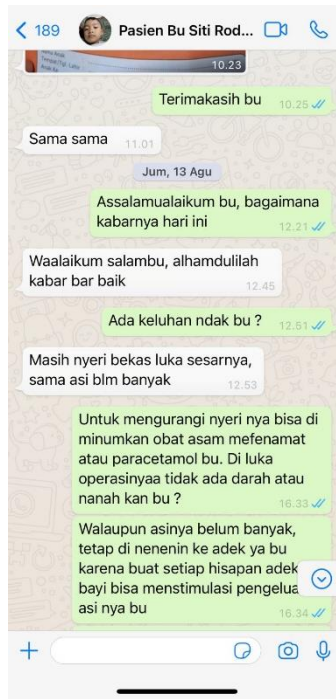 189 Pasien Bu Siti Rod...
10.23
Terimakasih bu 10.25
Sama sama 11.01
Jum, 13 Agu
Assalamualaikum bu, bagaimana
kabarnya hari ini 12.21
Waalaikum salambu, alhamdulilah
kabar bar baik 12.45
Ada keluhan ndak bu ? 12.51
Masih nyeri bekas luka sesarnya,
sama asi blm banyak 12.53
Untuk mengurangi nyeri nya bisa di
minumkan obat asam mefenamat
atau paracetamol bu. Di luka
operasinyaa tidak ada darah atau
nanah kan bu ? 16.33
Walaupun asinya belum banyak,
tetap di nenenin ke adek ya bu
karena buat setiap hisapan adek
bayi bisa menstimulasi pengelua
asi nya bu 16.34